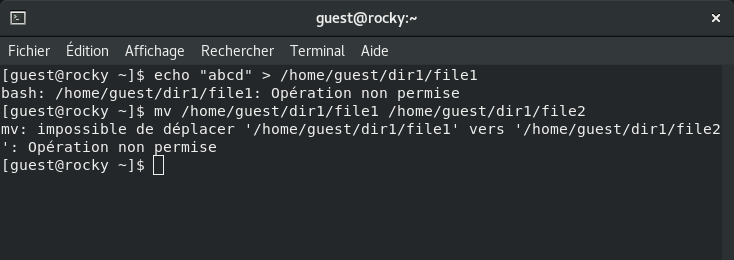 guest@rocky:~
Fichier Édition Affichage Rechercher Terminal Aide
[guest@rocky ~]$ echo "abcd" > /home/guest/dir1/file1
bash: /home/guest/dir1/file1: Opération non permise
[guest@rocky ~]$ mv /home/guest/dir1/file1 /home/guest/dir1/file2
mv: impossible de déplacer '/home/guest/dir1/file1' vers '/home/guest/dir1/file2
': Opération non permise
[guest@rocky ~]$